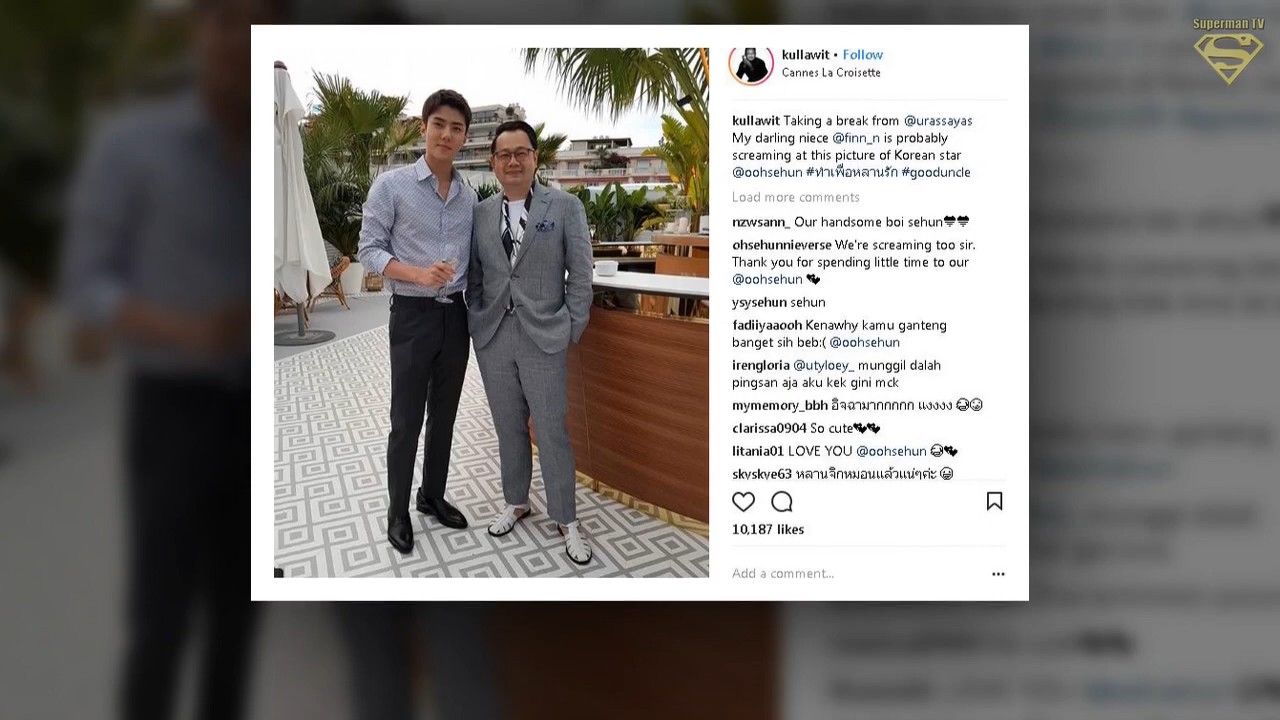 Superman TV
kullawit • Follow
Cannes La Croisette
kullawit Taking a break from @urassayas
My darling niece @finn_n is probably
screaming at this picture of Korean star
@oohsehun #ทำเพื่อหลานรัก #gooduncle
Load more comments
nzwsann_ Our handsome boi sehun🖤🖤
øhsehunnieverse We're screaming too sir.
Thank you for spending little time to our
@oohsehun 💕
ysysehun sehun
fadiiyaaooh Kenawhy kamu ganteng
banget sih beb:( @oohsehun
irengloria @utyloey_ munggil dalah
pingsan aja aku kek gini mck
mymemory_bbh อิจฉามากกกกก แงงงง 😂😂
clarissa0904 So cute💕💕
litania01 LOVE YOU @oohsehun 😂💕
skyskye63 หลานจิกหมอนแล้วแน่ๆค่ะ 😂
10,187 likes
Add a comment...